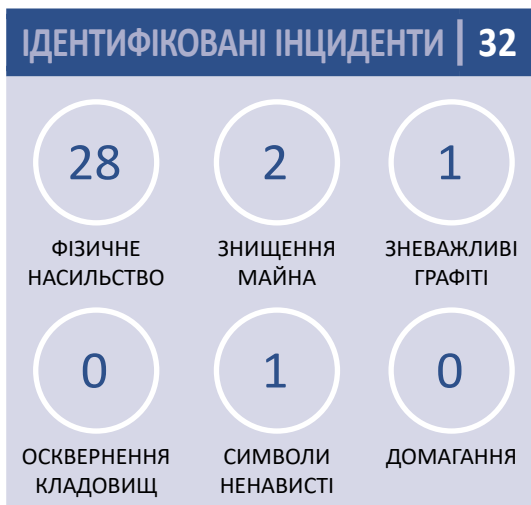 ІДЕНТИФІКОВАНІ ІНЦИДЕНТИ | 32
28
ФІЗИЧНЕ
НАСИЛЬСТВО
2
ЗНИЩЕННЯ
МАЙНА
1
ЗНЕВАЖЛИВІ
ГРАФІТІ
0
ОСКВЕРНЕННЯ
КЛАДОВИЩ
1
СИМВОЛИ
НЕНАВИСТІ
0
ДОМАГАННЯ